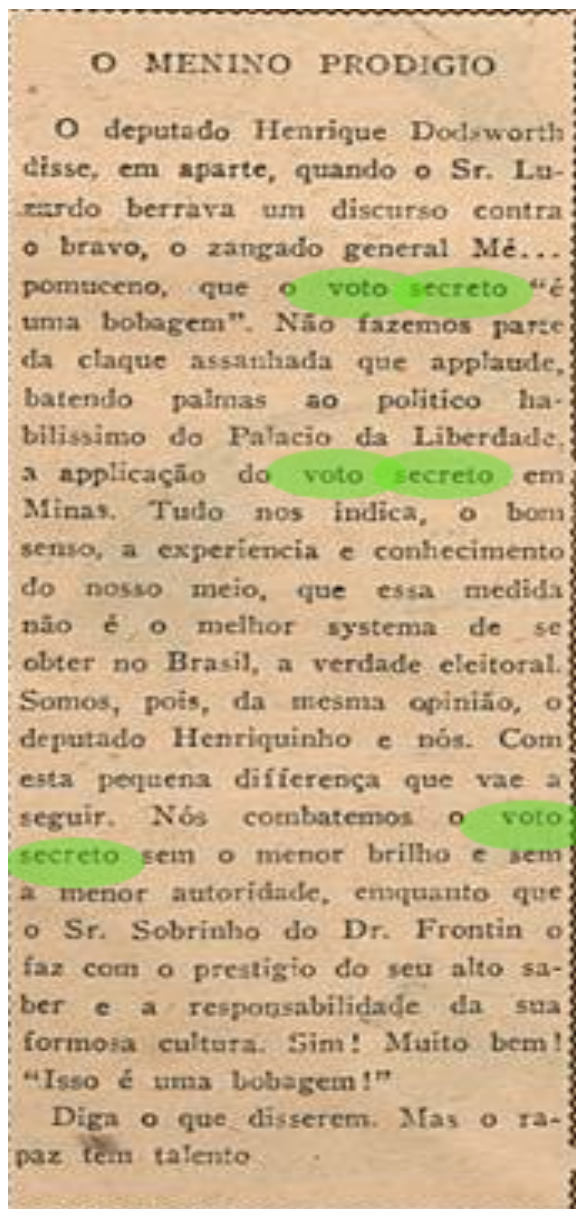 O MENINO PRODIGIO
O deputado Henrique Dodsworth
disse, em aparte, quando o Sr. Lu-
zardo berrava um discurso contra
o bravo, o zangado general Mé...
pomuceno, que o voto secreto “é
uma bobagem”. Não fazemos parte
da claque assanhada que applaude,
batendo palmas ao politico ha-
bilissimo do Palacio da Liberdade,
a applicação do voto secreto em
Minas. Tudo nos indica, o bom
senso, a experiencia e conhecimento
do nosso meio, que essa medida
não é o melhor systema de se
obter no Brasil, a verdade eleitoral.
Somos, pois, da mesma opinião, o
deputado Henriquinho e nós. Com
esta pequena differença que vae a
seguir. Nós combatemos o voto
secreto sem o menor brilho e sem
a menor autoridade, emquanto que
o Sr. Sobrinho do Dr. Frontin o
faz com o prestigio do seu alto sa-
ber e a responsabilidade da sua
formosa cultura. Sim! Muito bem!
“Isso é uma bobagem!”
Diga o que disserem. Mas o ra-
paz tem talento